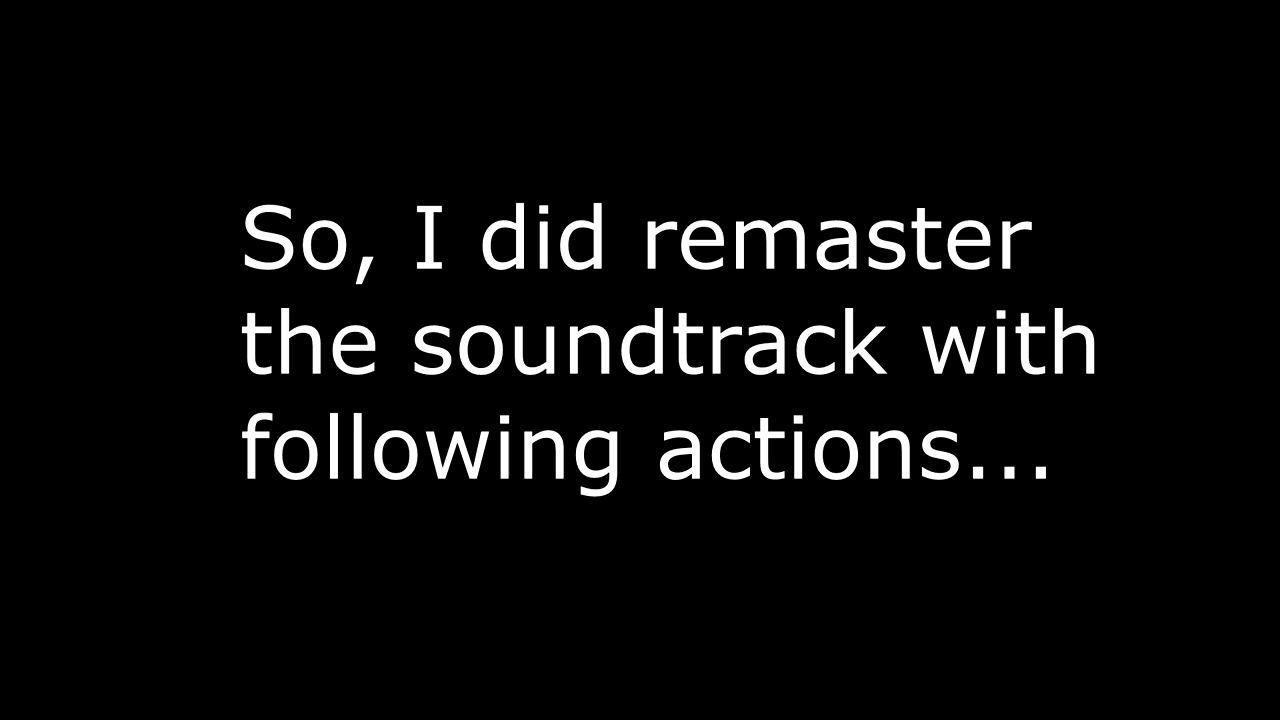 So, I did remaster
the soundtrack with
following actions...